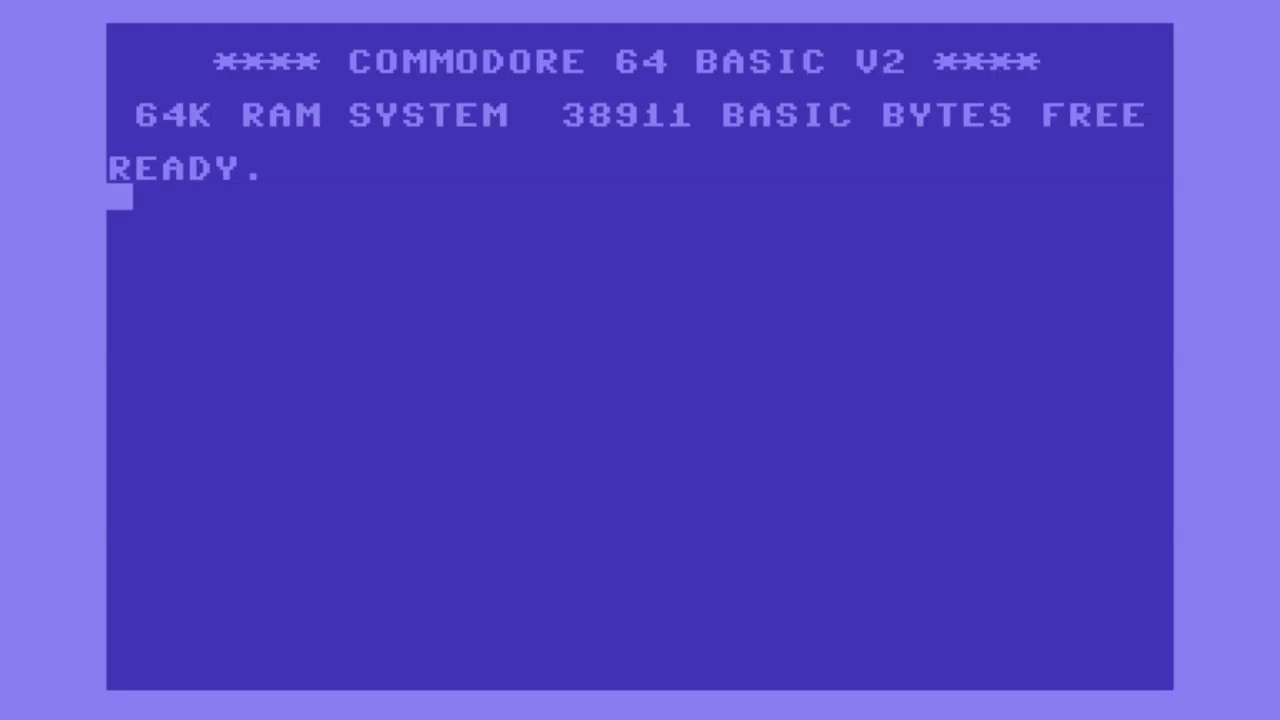 **** COMMODORE 64 BASIC V2 ****
64K RAM SYSTEM  38911 BASIC BYTES FREE
READY.